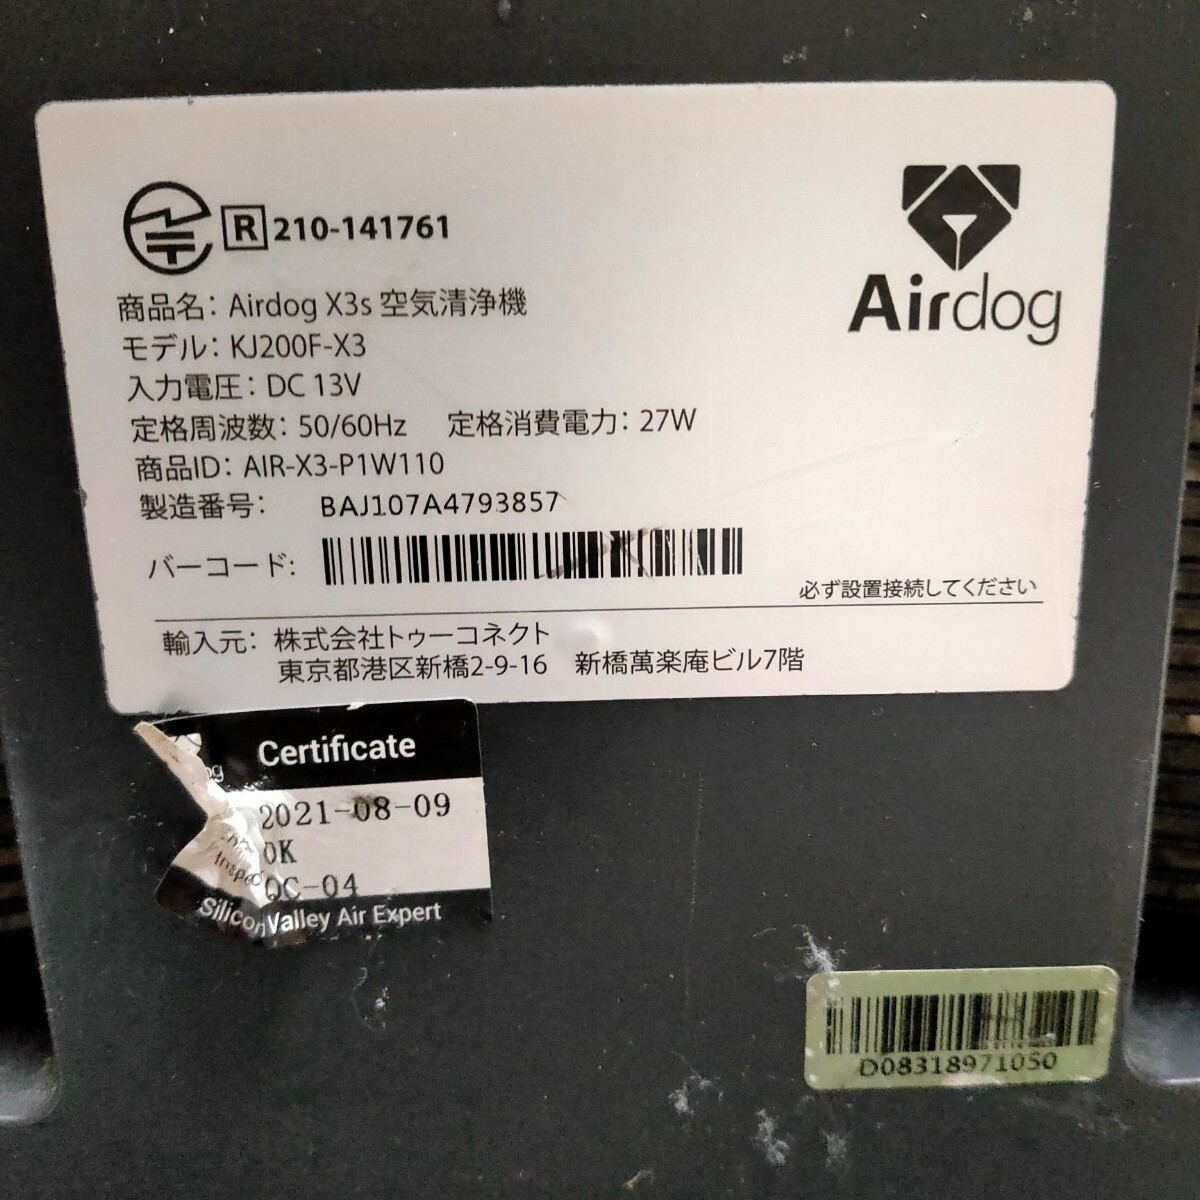 R 210-141761
Airdog
商品名: Airdog X3s 空気清浄機
モデル: KJ200F-X3
入力電圧: DC 13V
定格周波数: 50/60Hz 定格消費電力: 27W
商品ID: AIR-X3-P1W110
製造番号: BAJ107A4793857
バーコード:
必ず設置接続してください
輸入元: 株式会社トゥーコネクト
東京都港区新橋2-9-16 新橋萬楽庵ビル7階
Certificate
2021-08-09
OK
QC-04
Silicon Valley Air Expert
D08318971050